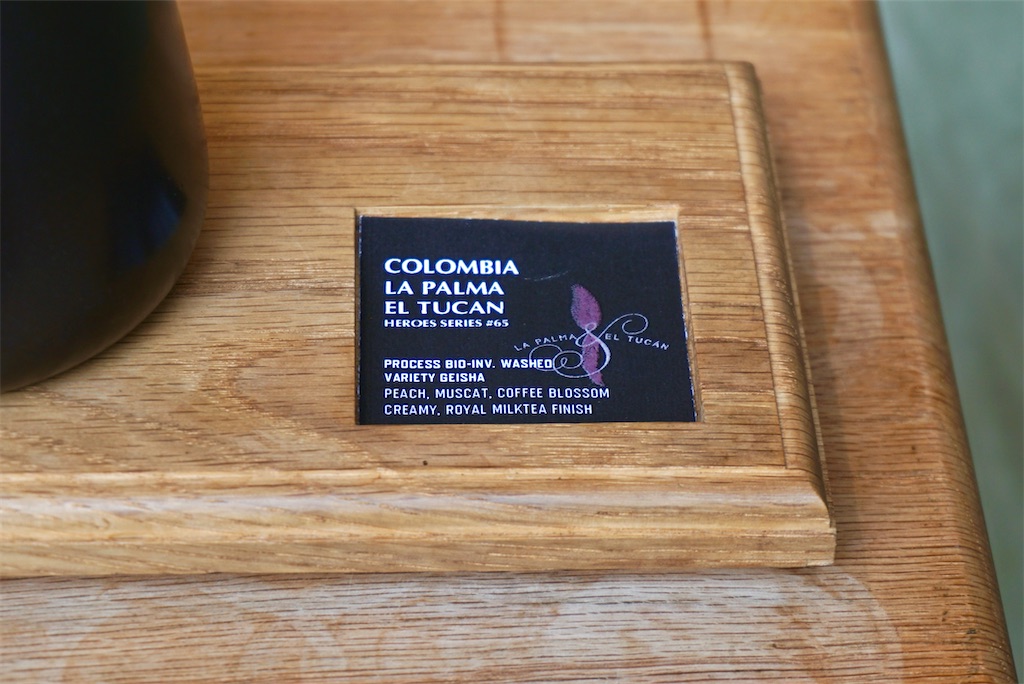 COLOMBIA
LA PALMA
EL TUCAN
HEROES SERIES #65
LA PALMA & EL TUCAN
PROCESS BIO-INV. WASHED
VARIETY GEISHA
PEACH, MUSCAT, COFFEE BLOSSOM
CREAMY, ROYAL MILKTEA FINISH